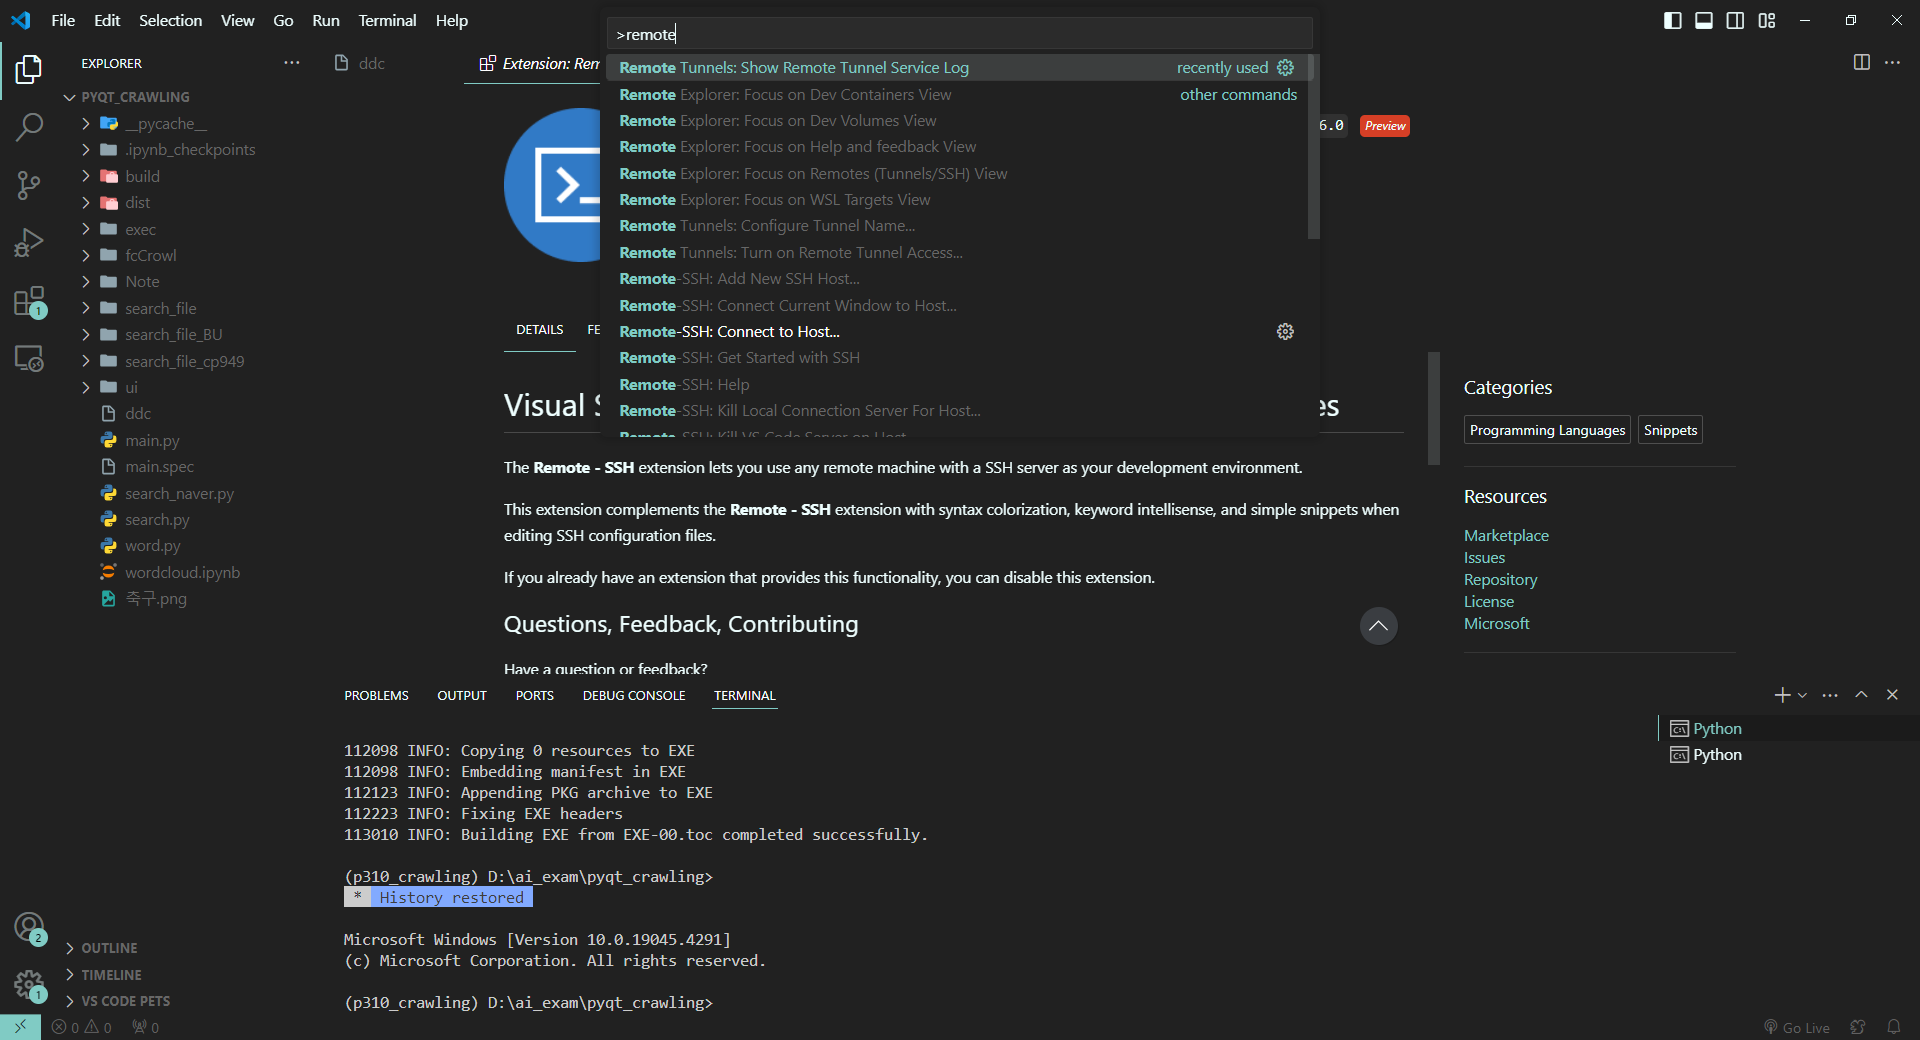 File Edit Selection View Go Run Terminal Help
>remote
Remote Tunnels: Show Remote Tunnel Service Log recently used
Remote Explorer: Focus on Dev Containers View other commands
Remote Explorer: Focus on Dev Volumes View
Remote Explorer: Focus on Help and feedback View
Remote Explorer: Focus on Remotes (Tunnels/SSH) View
Remote Explorer: Focus on WSL Targets View
Remote Tunnels: Configure Tunnel Name...
Remote Tunnels: Turn on Remote Tunnel Access...
Remote-SSH: Add New SSH Host...
Remote-SSH: Connect Current Window to Host...
Remote-SSH: Connect to Host...
Remote-SSH: Get Started with SSH
Remote-SSH: Help
Remote-SSH: Kill Local Connection Server For Host...
Remote-SSH: Kill VS Code Server on Host
EXPLORER
PYQT_CRAWLING
__pycache__
.ipynb_checkpoints
build
dist
exec
fcCrowl
Note
search_file
search_file_BU
search_file_cp949
ui
ddc
main.py
main.spec
search_naver.py
search.py
word.py
wordcloud.ipynb
축구.png
OUTLINE
TIMELINE
VS CODE PETS
1
2
1
ddc
Extension: Rem
6.0 Preview
DETAILS FE
Visual S es
The Remote - SSH extension lets you use any remote machine with a SSH server as your development environment.
This extension complements the Remote - SSH extension with syntax colorization, keyword intellisense, and simple snippets when
editing SSH configuration files.
If you already have an extension that provides this functionality, you can disable this extension.
Questions, Feedback, Contributing
Have a question or feedback?
Categories
Programming Languages Snippets
Resources
Marketplace
Issues
Repository
License
Microsoft
PROBLEMS OUTPUT PORTS DEBUG CONSOLE TERMINAL
112098 INFO: Copying 0 resources to EXE
112098 INFO: Embedding manifest in EXE
112123 INFO: Appending PKG archive to EXE
112223 INFO: Fixing EXE headers
113010 INFO: Building EXE from EXE-00.toc completed successfully.
(p310_crawling) D:\ai_exam\pyqt_crawling>
* History restored
Microsoft Windows [Version 10.0.19045.4291]
(c) Microsoft Corporation. All rights reserved.
(p310_crawling) D:\ai_exam\pyqt_crawling>
Python
Python
0 0 0
Go Live